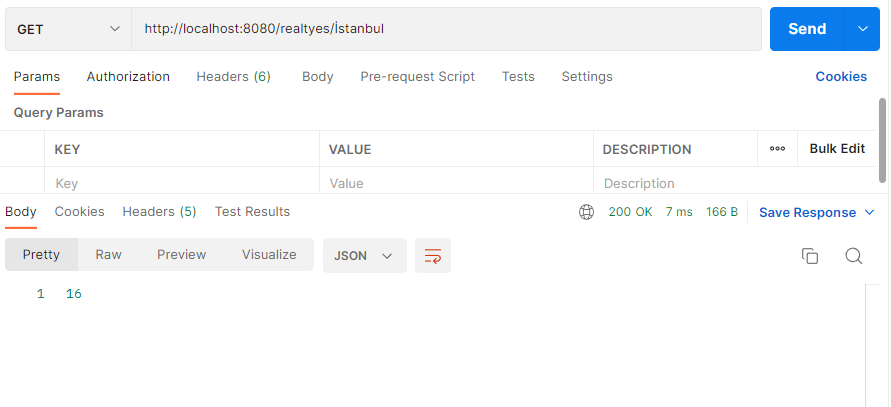 GET http://localhost:8080/realtyes/İstanbul Send
Params Authorization Headers (6) Body Pre-request Script Tests Settings Cookies
Query Params
KEY VALUE DESCRIPTION ooo Bulk Edit
Key Value Description
Body Cookies Headers (5) Test Results 200 OK 7 ms 166 B Save Response
Pretty Raw Preview Visualize JSON
1 16